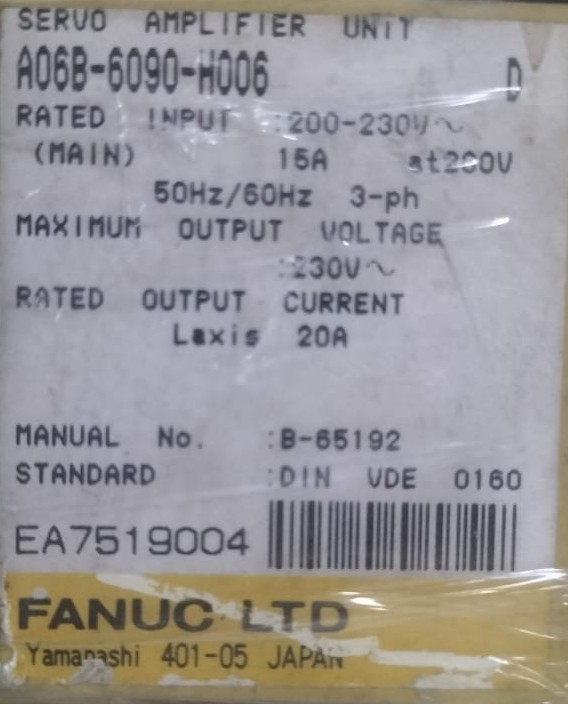 SERVO AMPLIFIER UNIT
A06B-6090-H006 D
RATED INPUT :200-230V~
(MAIN) 15A at200V
50Hz/60Hz 3-ph
MAXIMUM OUTPUT VOLTAGE
:230V~
RATED OUTPUT CURRENT
Laxis 20A
MANUAL No. :B-65192
STANDARD :DIN VDE 0160
EA7519004
FANUC LTD
Yamanashi 401-05 JAPAN